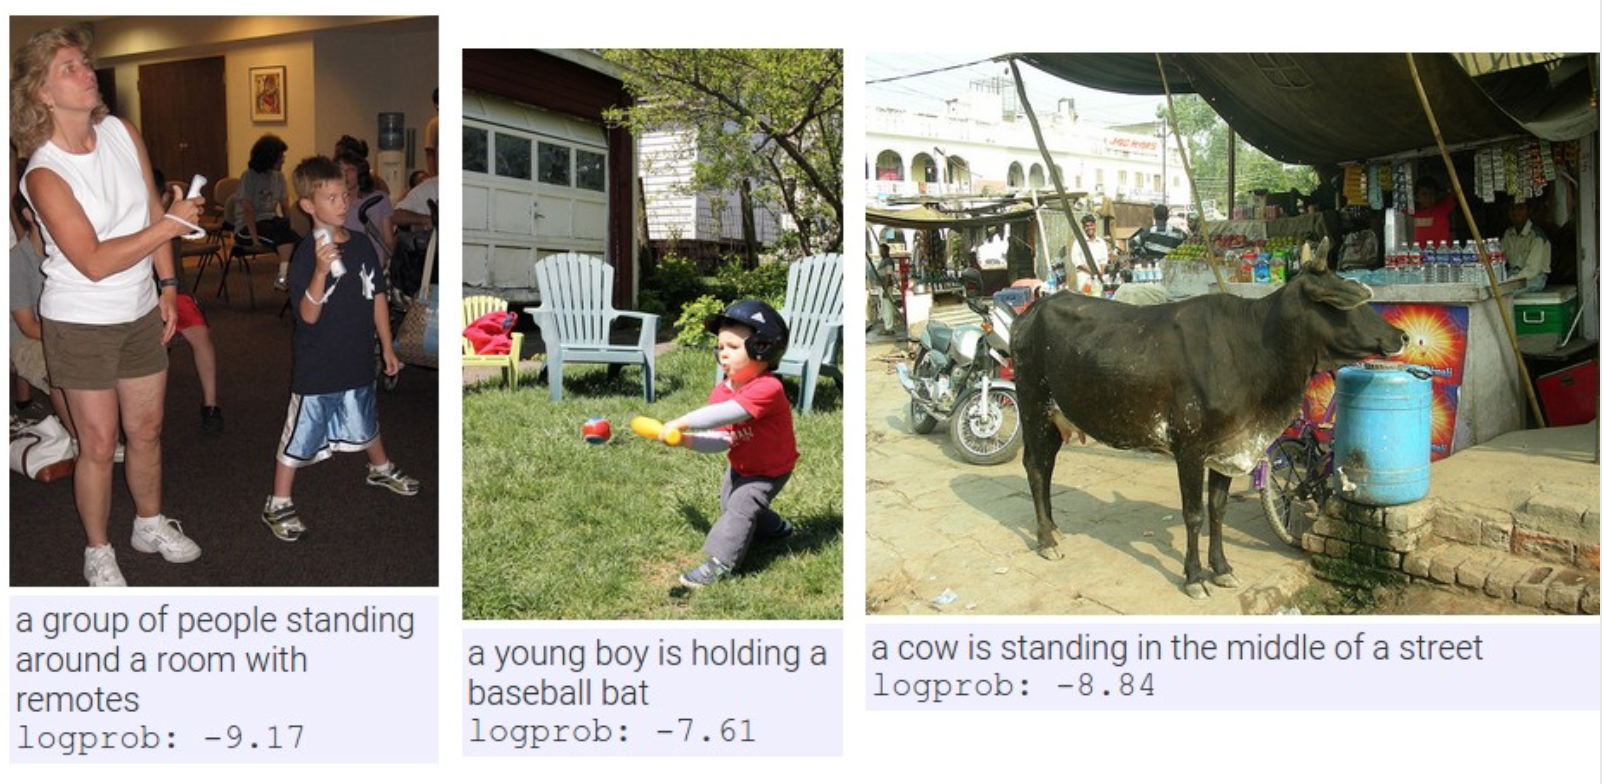 a group of people standing
around a room with
remotes
logprob: -9.17
a young boy is holding a
baseball bat
logprob: -7.61
a cow is standing in the middle of a street
logprob: -8.84